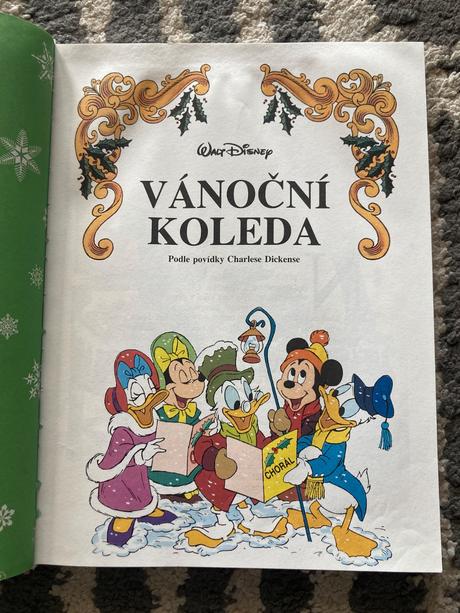 Walt Disney
VÁNOČNÍ
KOLEDA
Podle povídky Charlese Dickense
CHORAL